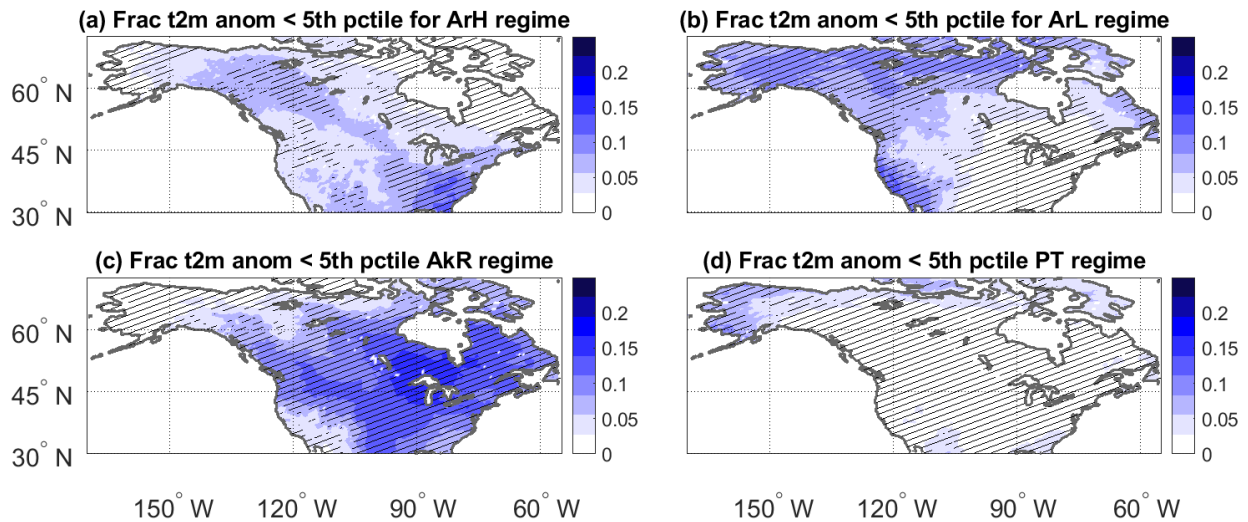 (a) Frac t2m anom < 5th pctile for ArH regime
(b) Frac t2m anom < 5th pctile for ArL regime
60° N
45° N
30° N
0.2
0.15
0.1
0.05
0
0.2
0.15
0.1
0.05
0
(c) Frac t2m anom < 5th pctile AkR regime
(d) Frac t2m anom < 5th pctile PT regime
60° N
45° N
30° N
0.2
0.15
0.1
0.05
0
0.2
0.15
0.1
0.05
0
150° W 120° W 90° W 60° W
150° W 120° W 90° W 60° W